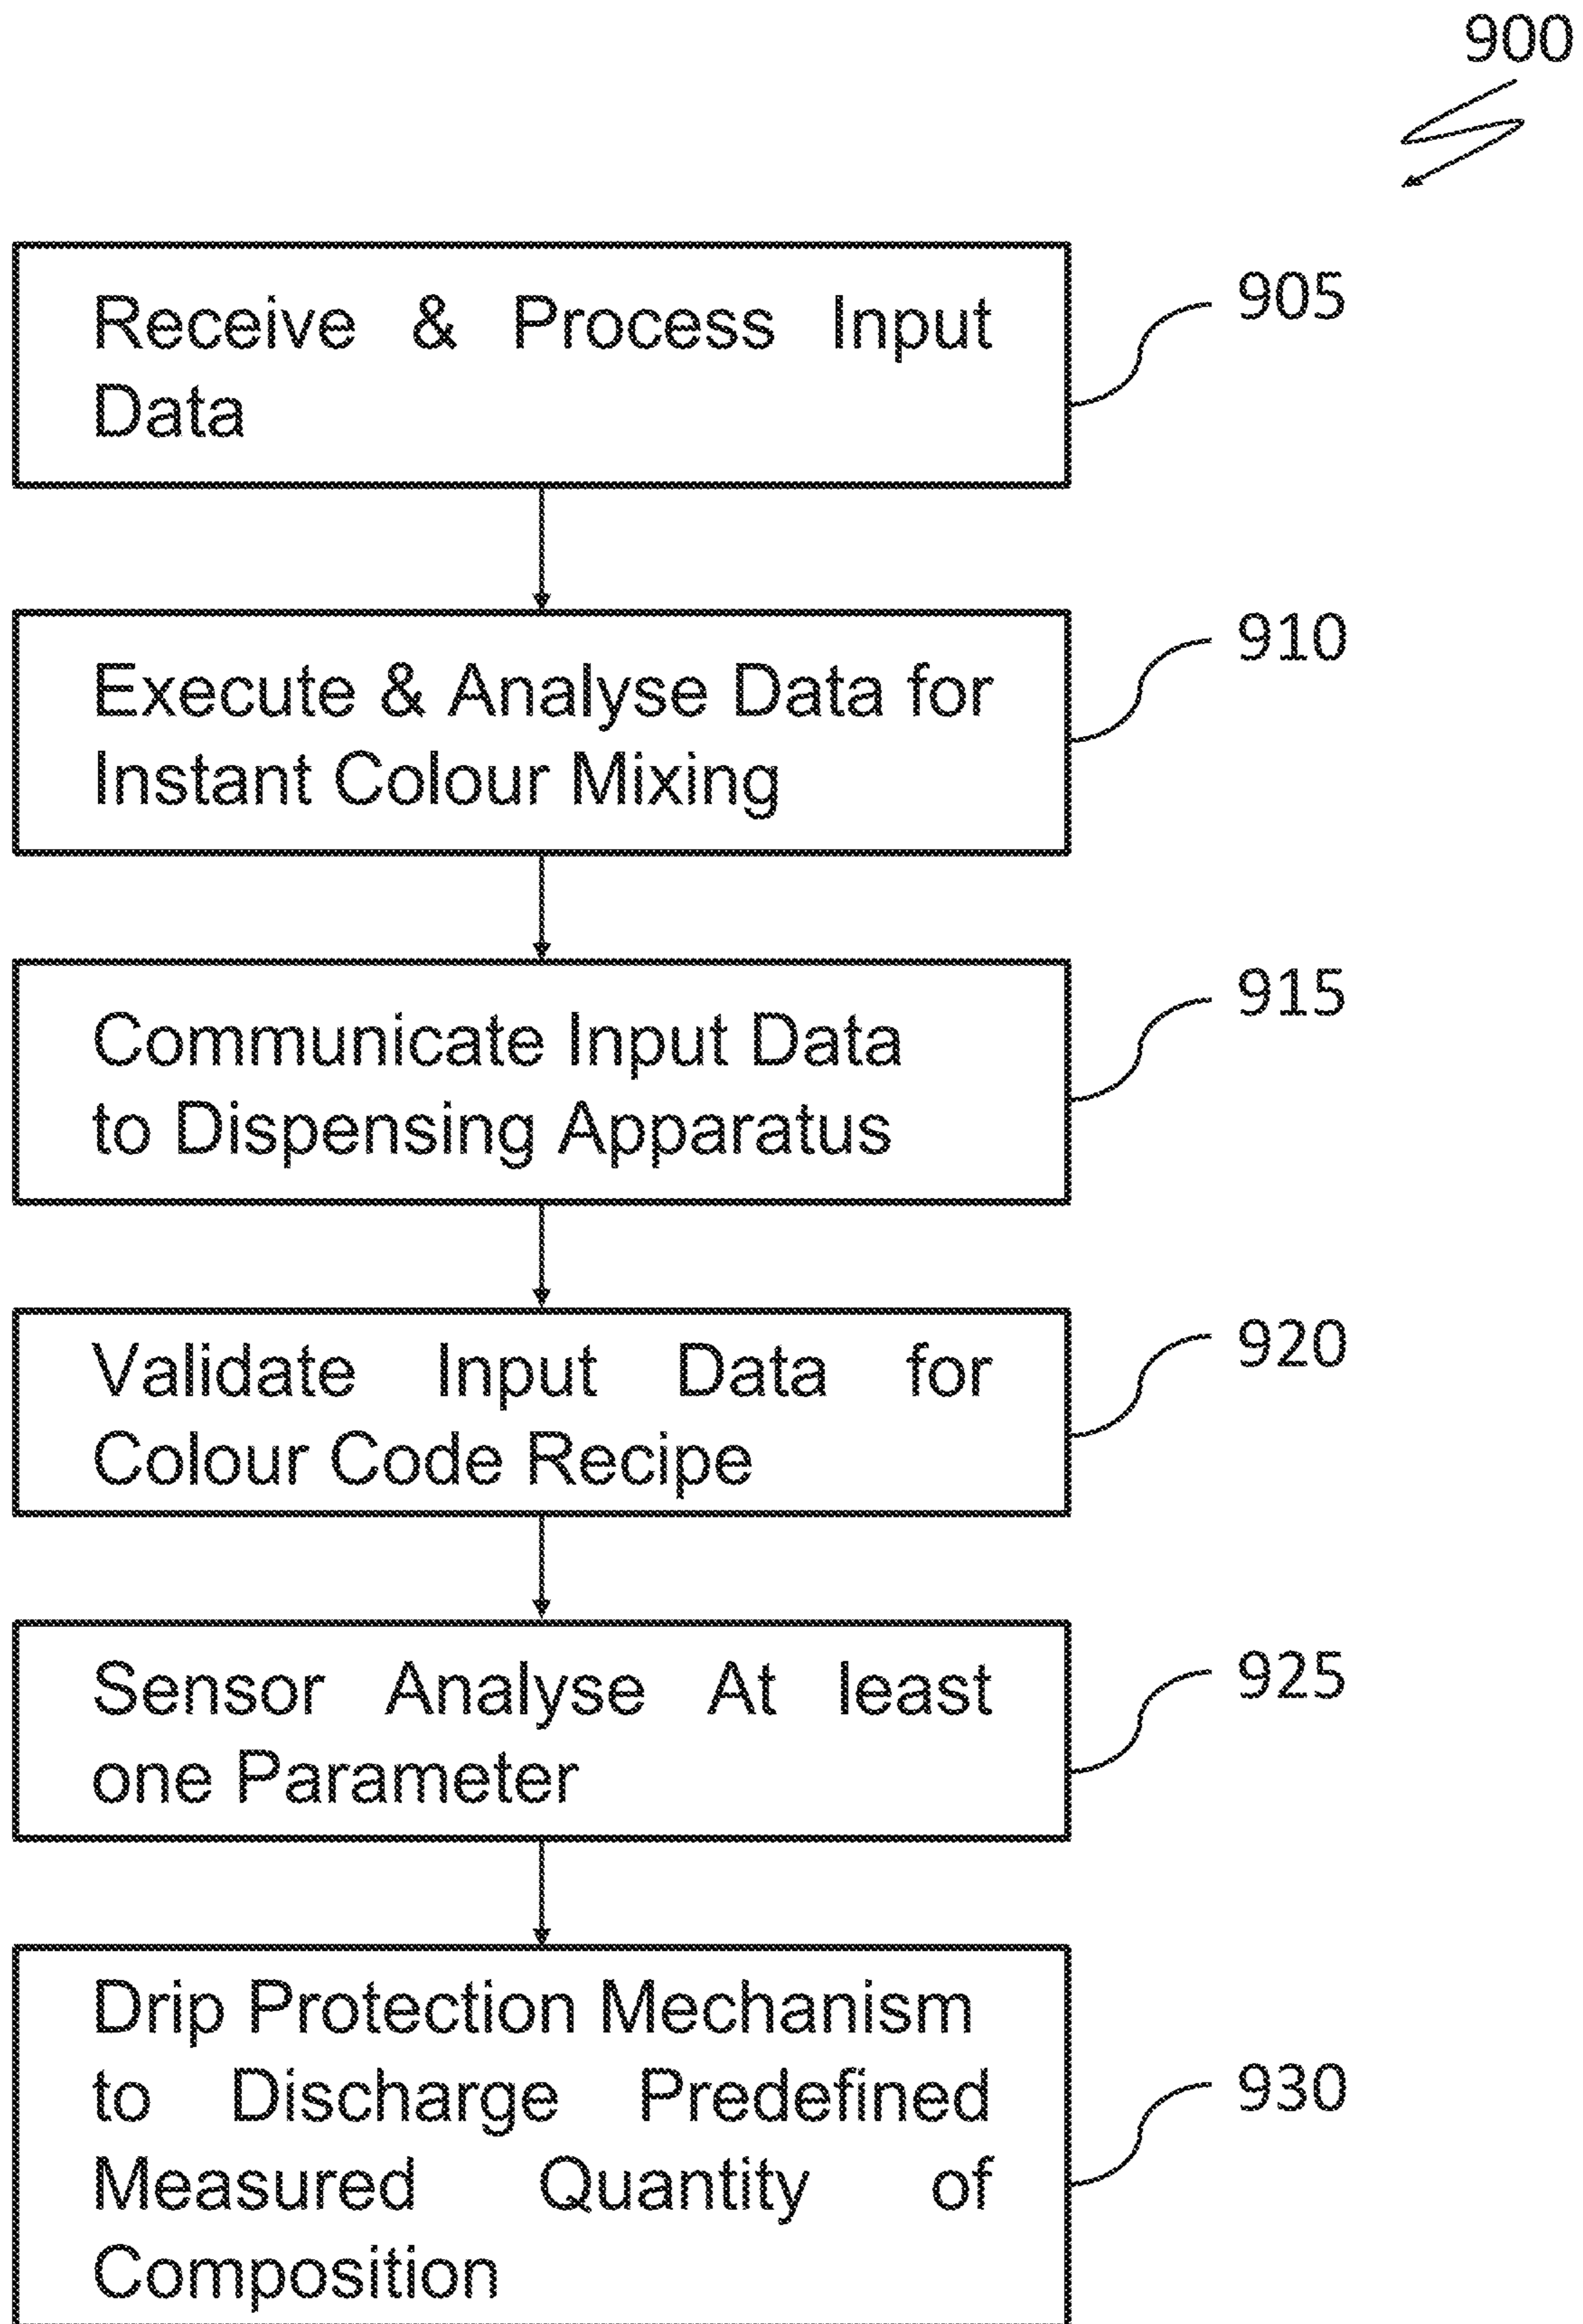 900
Receive & Process Input
Data
905
Execute & Analyse Data for
Instant Colour Mixing
910
Communicate Input Data
to Dispensing Apparatus
915
Validate Input Data for
Colour Code Recipe
920
Sensor Analyse At least
one Parameter
925
Drip Protection Mechanism
to Discharge Predefined
Measured Quantity of
Composition
930